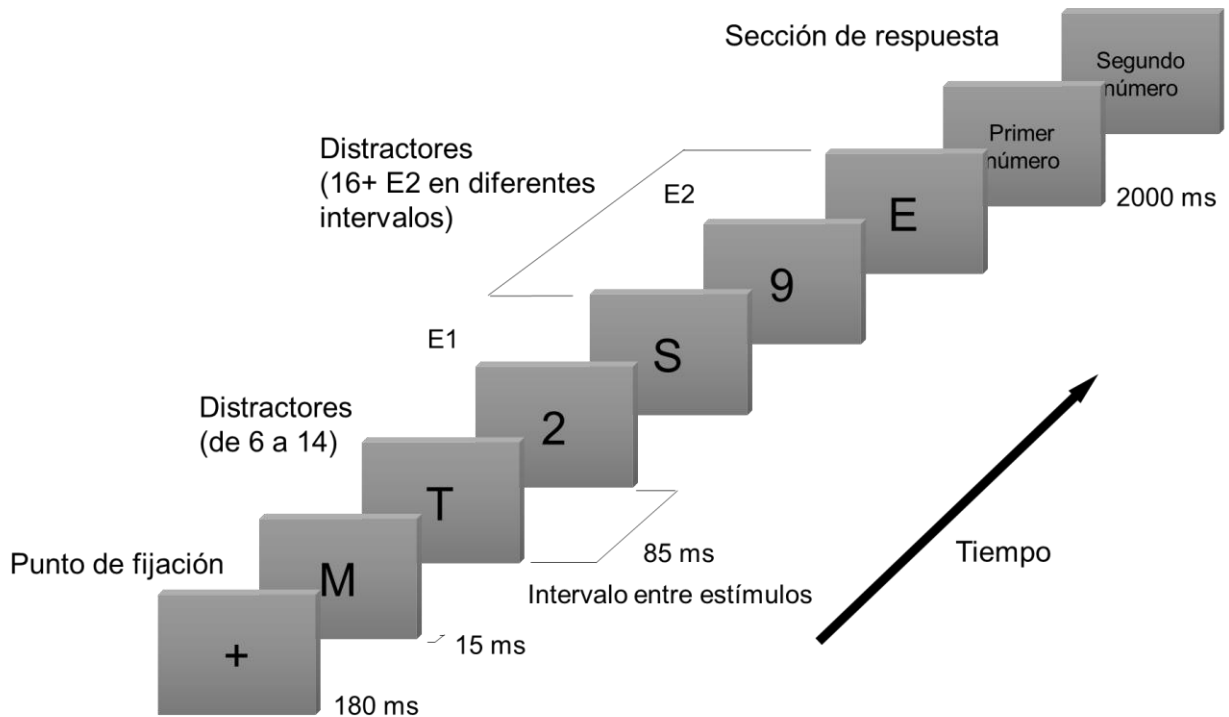 Sección de respuesta
Segundo
número
Primer
número
2000 ms
Distractores
(16+ E2 en diferentes
intervalos)
E2
E
9
E1
S
Distractores
(de 6 a 14)
2
T
85 ms
Intervalo entre estímulos
Tiempo
Punto de fijación
M
15 ms
+
180 ms